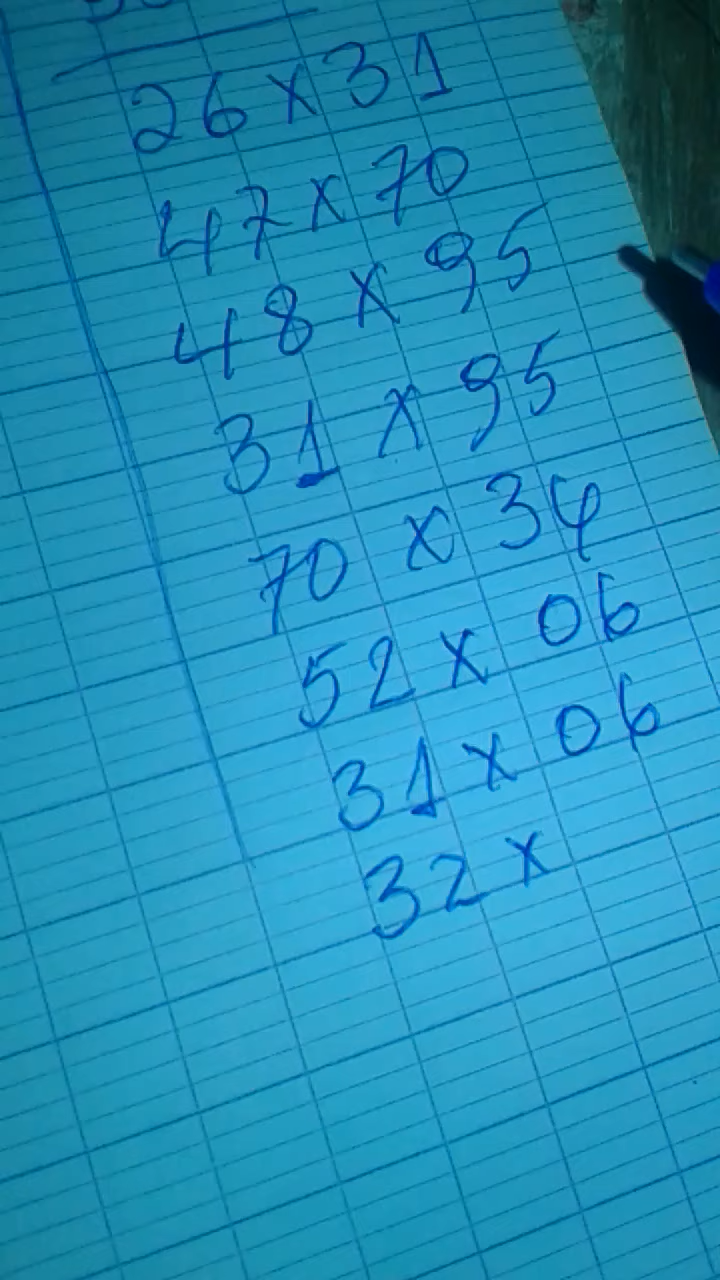 26 x 31
47 x 70
48 x 95
31 x 95
70 x 34
52 x 06
31 x 06
32 x